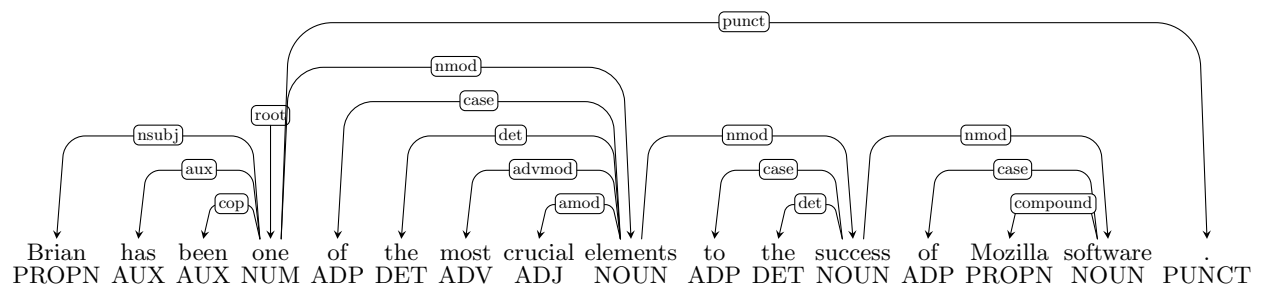 punct
nmod
case
root
nsubj det nmod nmod
aux advmod case case
cop amod det compound
Brian has been one of the most crucial elements to the success of Mozilla software .
PROPN AUX AUX NUM ADP DET ADV ADJ NOUN ADP DET NOUN ADP PROPN NOUN PUNCT